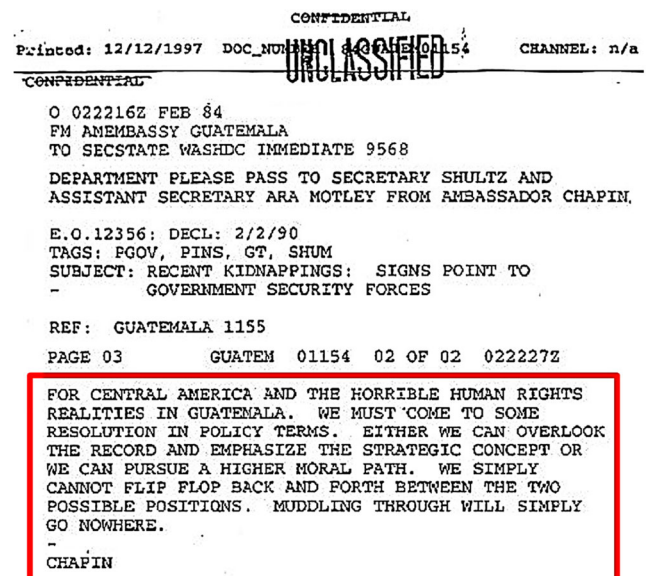 CONFIDENTIAL
Printed: 12/12/1997 DOC_NUMBER: 84GUATE01154 CHANNEL: n/a
UNCLASSIFIED
CONFIDENTIAL
O 022216Z FEB 84
FM AMEMBASSY GUATEMALA
TO SECSTATE WASHDC IMMEDIATE 9568
DEPARTMENT PLEASE PASS TO SECRETARY SHULTZ AND
ASSISTANT SECRETARY ARA MOTLEY FROM AMBASSADOR CHAPIN.
E.O.12356: DECL: 2/2/90
TAGS: PGOV, PINS, GT, SHUM
SUBJECT: RECENT KIDNAPPINGS: SIGNS POINT TO
- GOVERNMENT SECURITY FORCES
REF: GUATEMALA 1155
PAGE 03 GUATEM 01154 02 OF 02 022227Z
FOR CENTRAL AMERICA AND THE HORRIBLE HUMAN RIGHTS
REALITIES IN GUATEMALA. WE MUST COME TO SOME
RESOLUTION IN POLICY TERMS. EITHER WE CAN OVERLOOK
THE RECORD AND EMPHASIZE THE STRATEGIC CONCEPT OR
WE CAN PURSUE A HIGHER MORAL PATH. WE SIMPLY
CANNOT FLIP FLOP BACK AND FORTH BETWEEN THE TWO
POSSIBLE POSITIONS. MUDDLING THROUGH WILL SIMPLY
GO NOWHERE.
-
CHAPIN